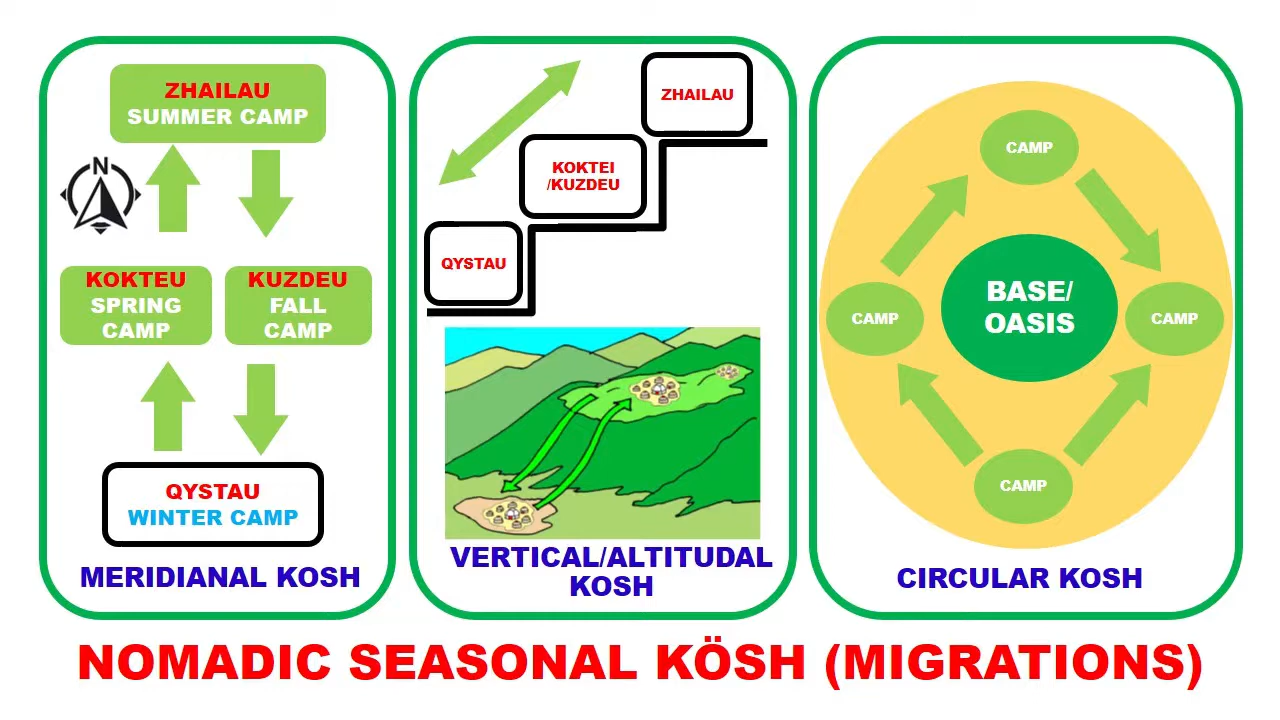 ZHAILAU
SUMMER CAMP
N
KOKTEU
SPRING
CAMP
KUZDEU
FALL
CAMP
QYSTAU
WINTER CAMP
MERIDIANAL KOSH
ZHAILAU
KOKTEI
/KUZDEU
QYSTAU
VERTICAL/ALTITUDAL
KOSH
CAMP
CAMP
BASE/
OASIS
CAMP
CAMP
CIRCULAR KOSH
NOMADIC SEASONAL KÖSH (MIGRATIONS)